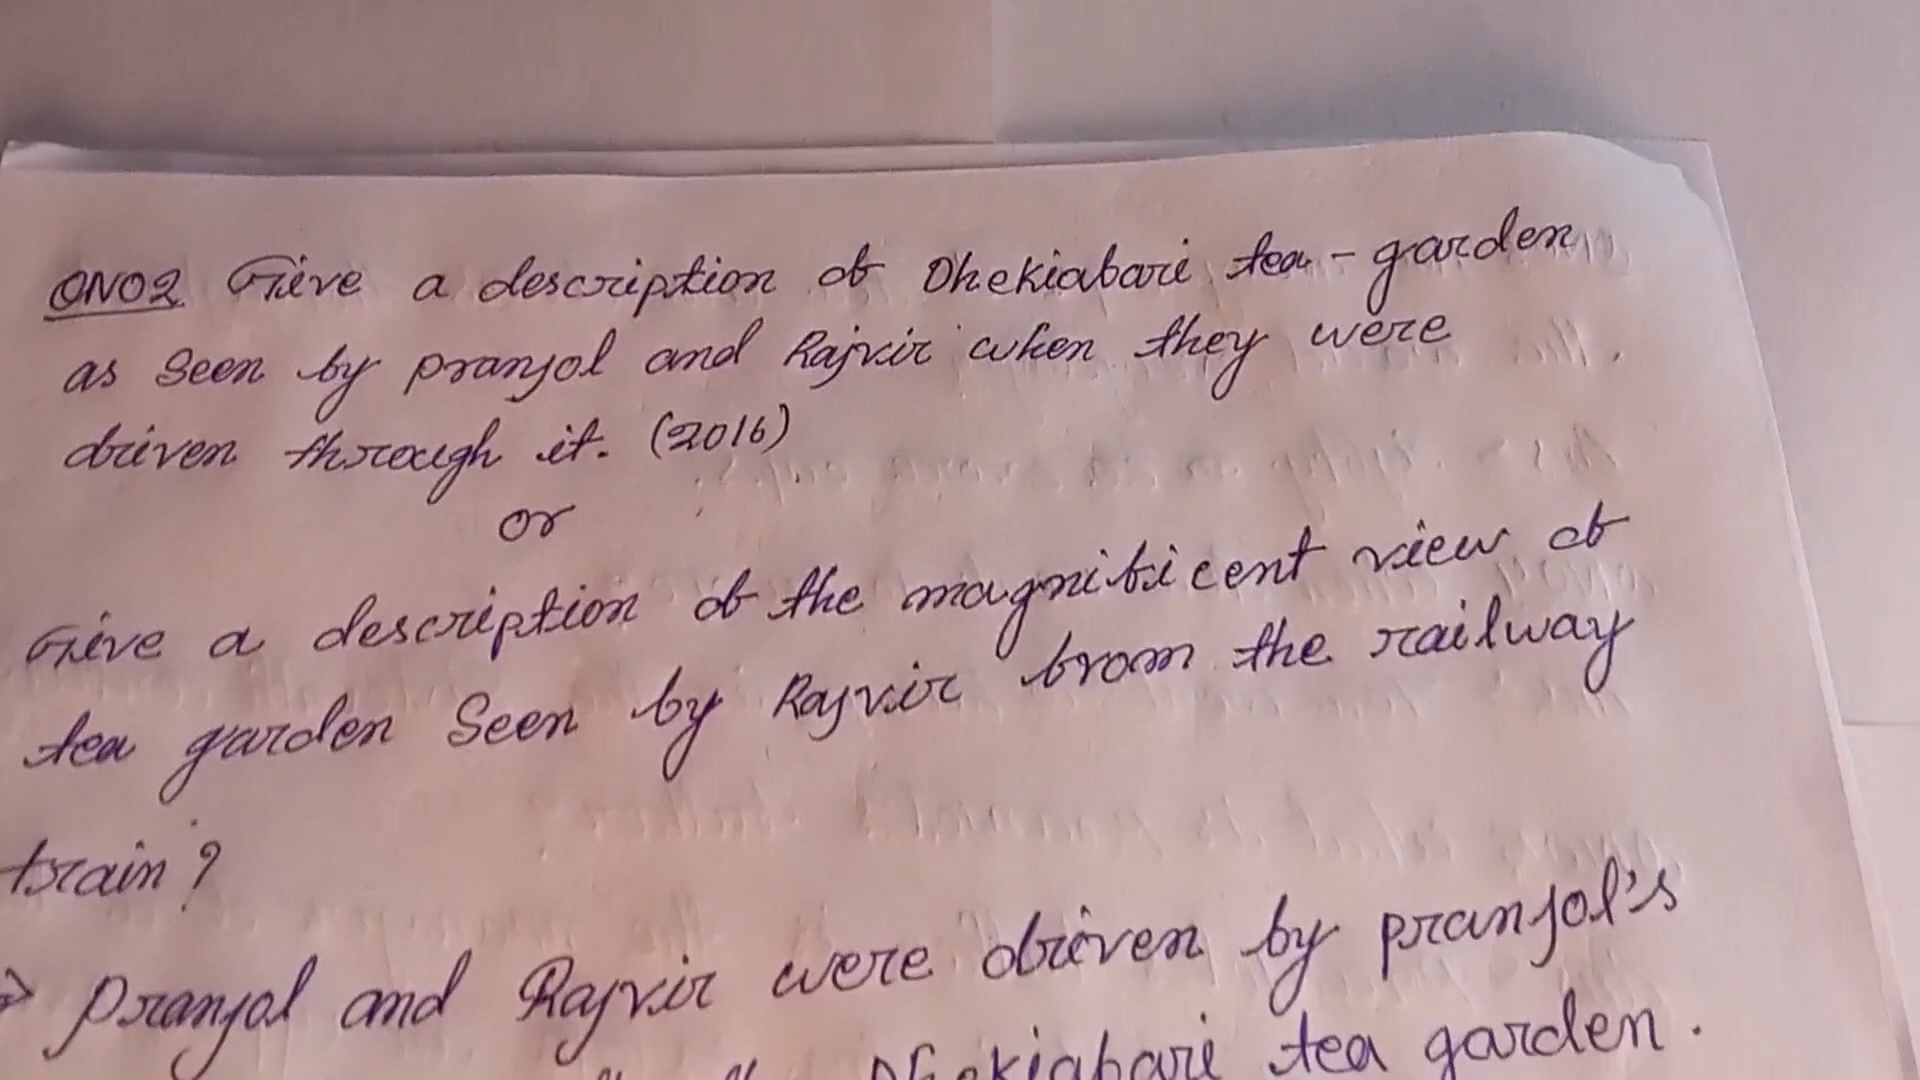 QNO2 Give a description of Dhekiabari tea-garden
as Seen by pranjol and Rajvir when they were
driven through it. (2016)
or
Give a description of the magnificent view of
tea garden Seen by Rajvir from the railway
train?
→ pranjol and Rajvir were driven by pranjol's
Dhekiabari tea garden.